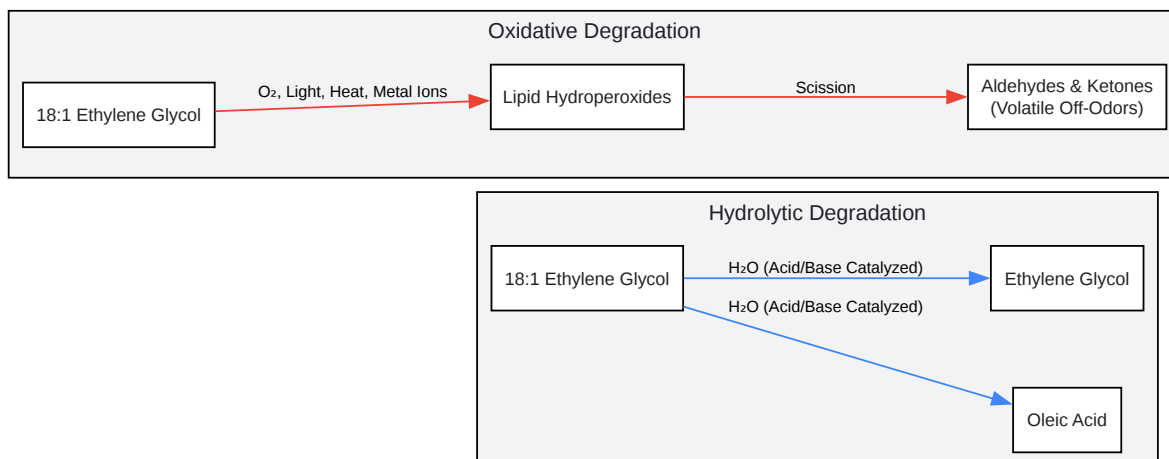 Oxidative Degradation
18:1 Ethylene Glycol
O₂, Light, Heat, Metal Ions
Lipid Hydroperoxides
Scission
Aldehydes & Ketones
(Volatile Off-Odors)
Hydrolytic Degradation
18:1 Ethylene Glycol
H₂O (Acid/Base Catalyzed)
Ethylene Glycol
H₂O (Acid/Base Catalyzed)
Oleic Acid